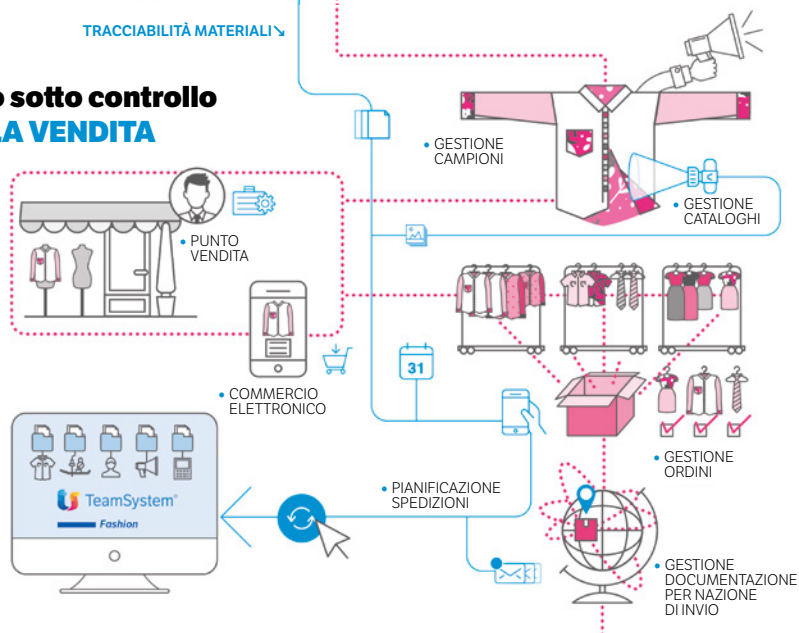 TRACCIABILITÀ MATERIALI↘
sotto controllo
LA VENDITA
• GESTIONE
CAMPIONI
• GESTIONE
CATALOGHI
• PUNTO
VENDITA
31
• COMMERCIO
ELETTRONICO
• GESTIONE
ORDINI
• PIANIFICAZIONE
SPEDIZIONI
TeamSystem®
Fashion
• GESTIONE
DOCUMENTAZIONE
PER NAZIONE
DI INVIO